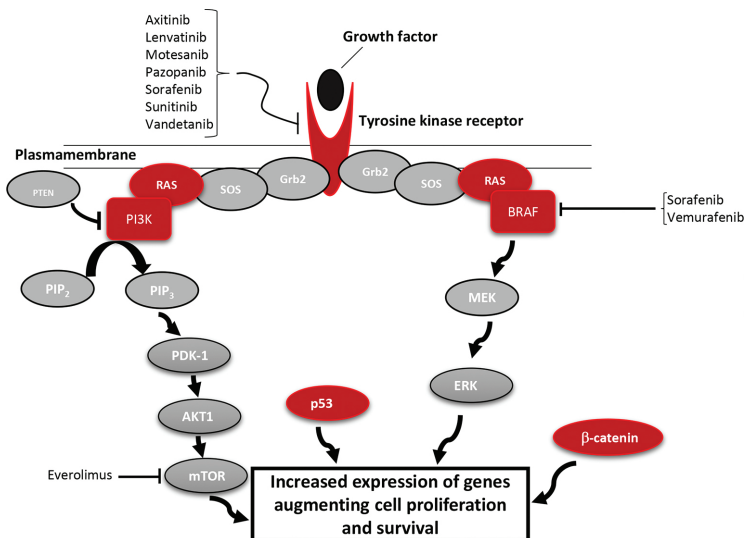 Axitinib
Lenvatinib
Motesanib
Pazopanib
Sorafenib
Sunitinib
Vandetanib
Growth factor
Tyrosine kinase receptor
Plasmamembrane
PTEN
RAS
SOS
Grb2
Grb2
SOS
RAS
PI3K
BRAF
Sorafenib
Vemurafenib
PIP2
PIP3
MEK
PDK-1
ERK
AKT1
p53
β-catenin
Everolimus
mTOR
Increased expression of genes
augmenting cell proliferation
and survival